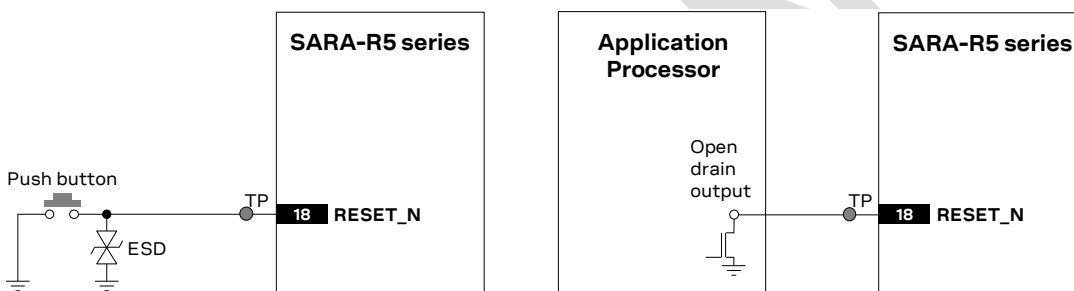 SARA-R5 series
Push button
ESD
TP
18 RESET_N
Application
Processor
Open
drain
output
SARA-R5 series
TP
18 RESET_N